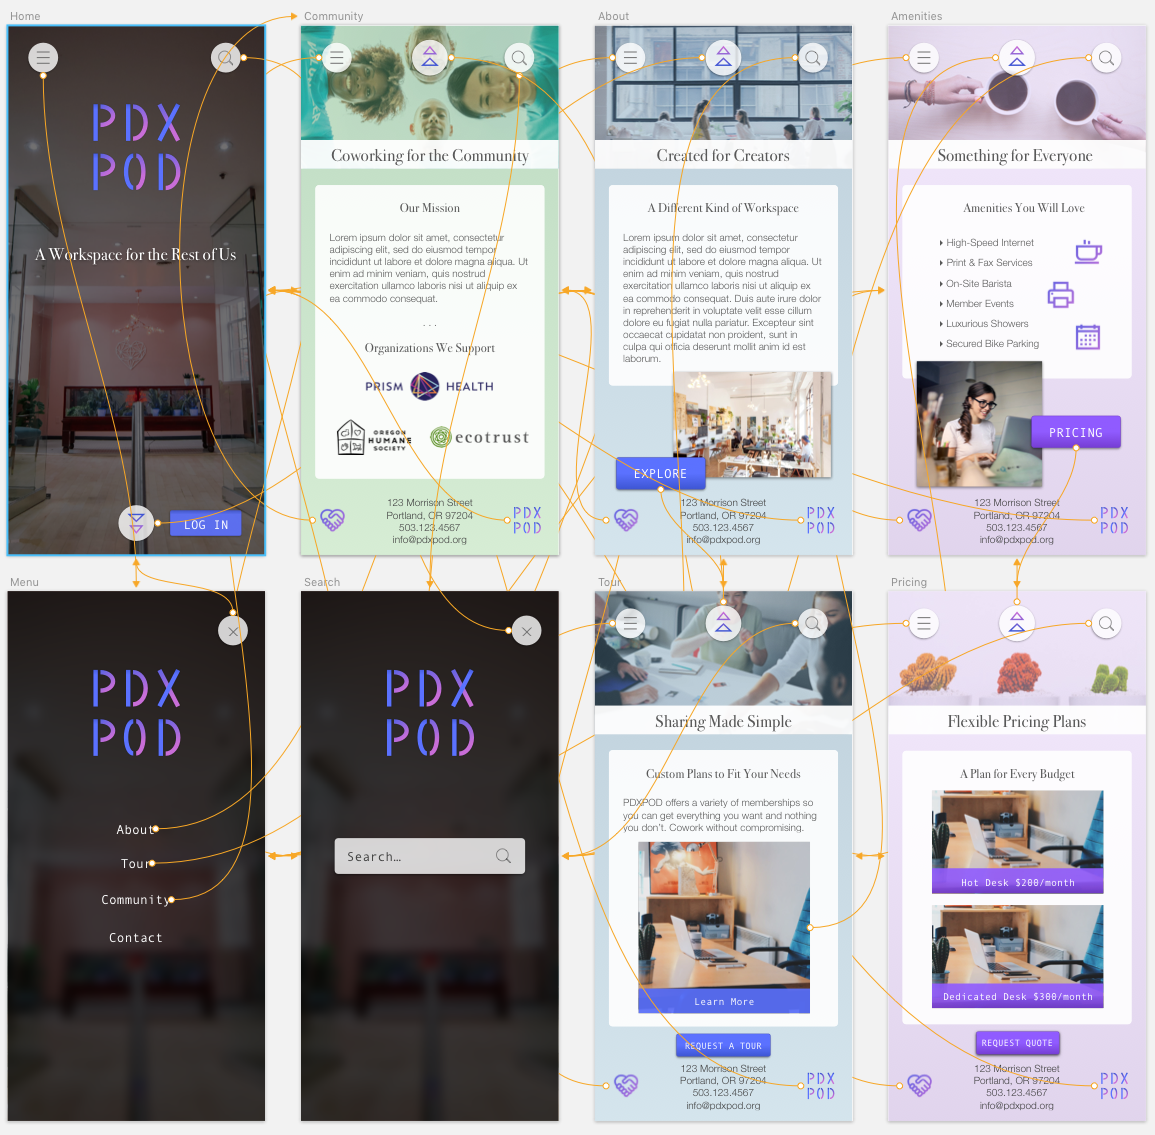 Home
PDX
POD
A Workspace for the Rest of Us
LOG IN
Community
Coworking for the Community
Our Mission
Lorem ipsum dolor sit amet, consectetur
adipiscing elit, sed do eiusmod tempor
incididunt ut labore et dolore magna aliqua. Ut
enim ad minim veniam, quis nostrud
exercitation ullamco laboris nisi ut aliquip ex
ea commodo consequat.
. . .
Organizations We Support
PRISM HEALTH
OREGON
HUMANE
SOCIETY
ecotrust
123 Morrison Street
Portland, OR 97204
503.123.4567
info@pdxpod.org
PDX
POD
About
Created for Creators
A Different Kind of Workspace
Lorem ipsum dolor sit amet, consectetur
adipiscing elit, sed do eiusmod tempor
incididunt ut labore et dolore magna aliqua. Ut
enim ad minim veniam, quis nostrud
exercitation ullamco laboris nisi ut aliquip ex
ea commodo consequat. Duis aute irure dolor
in reprehenderit in voluptate velit esse cillum
dolore eu fugiat nulla pariatur. Excepteur sint
occaecat cupidatat non proident, sunt in
culpa qui officia deserunt mollit anim id est
laborum.
EXPLORE
123 Morrison Street
Portland, OR 97204
503.123.4567
info@pdxpod.org
PDX
POD
Amenities
Something for Everyone
Amenities You Will Love
High-Speed Internet
Print & Fax Services
On-Site Barista
Member Events
Luxurious Showers
Secured Bike Parking
PRICING
123 Morrison Street
Portland, OR 97204
503.123.4567
info@pdxpod.org
PDX
POD
Menu
PDX
POD
About
Tour
Community
Contact
Search
PDX
POD
Search…
Tour
Sharing Made Simple
Custom Plans to Fit Your Needs
PDXPOD offers a variety of memberships so
you can get everything you want and nothing
you don't. Cowork without compromising.
Learn More
REQUEST A TOUR
123 Morrison Street
Portland, OR 97204
503.123.4567
info@pdxpod.org
PDX
POD
Pricing
Flexible Pricing Plans
A Plan for Every Budget
Hot Desk $200/month
Dedicated Desk $300/month
REQUEST QUOTE
123 Morrison Street
Portland, OR 97204
503.123.4567
info@pdxpod.org
PDX
POD